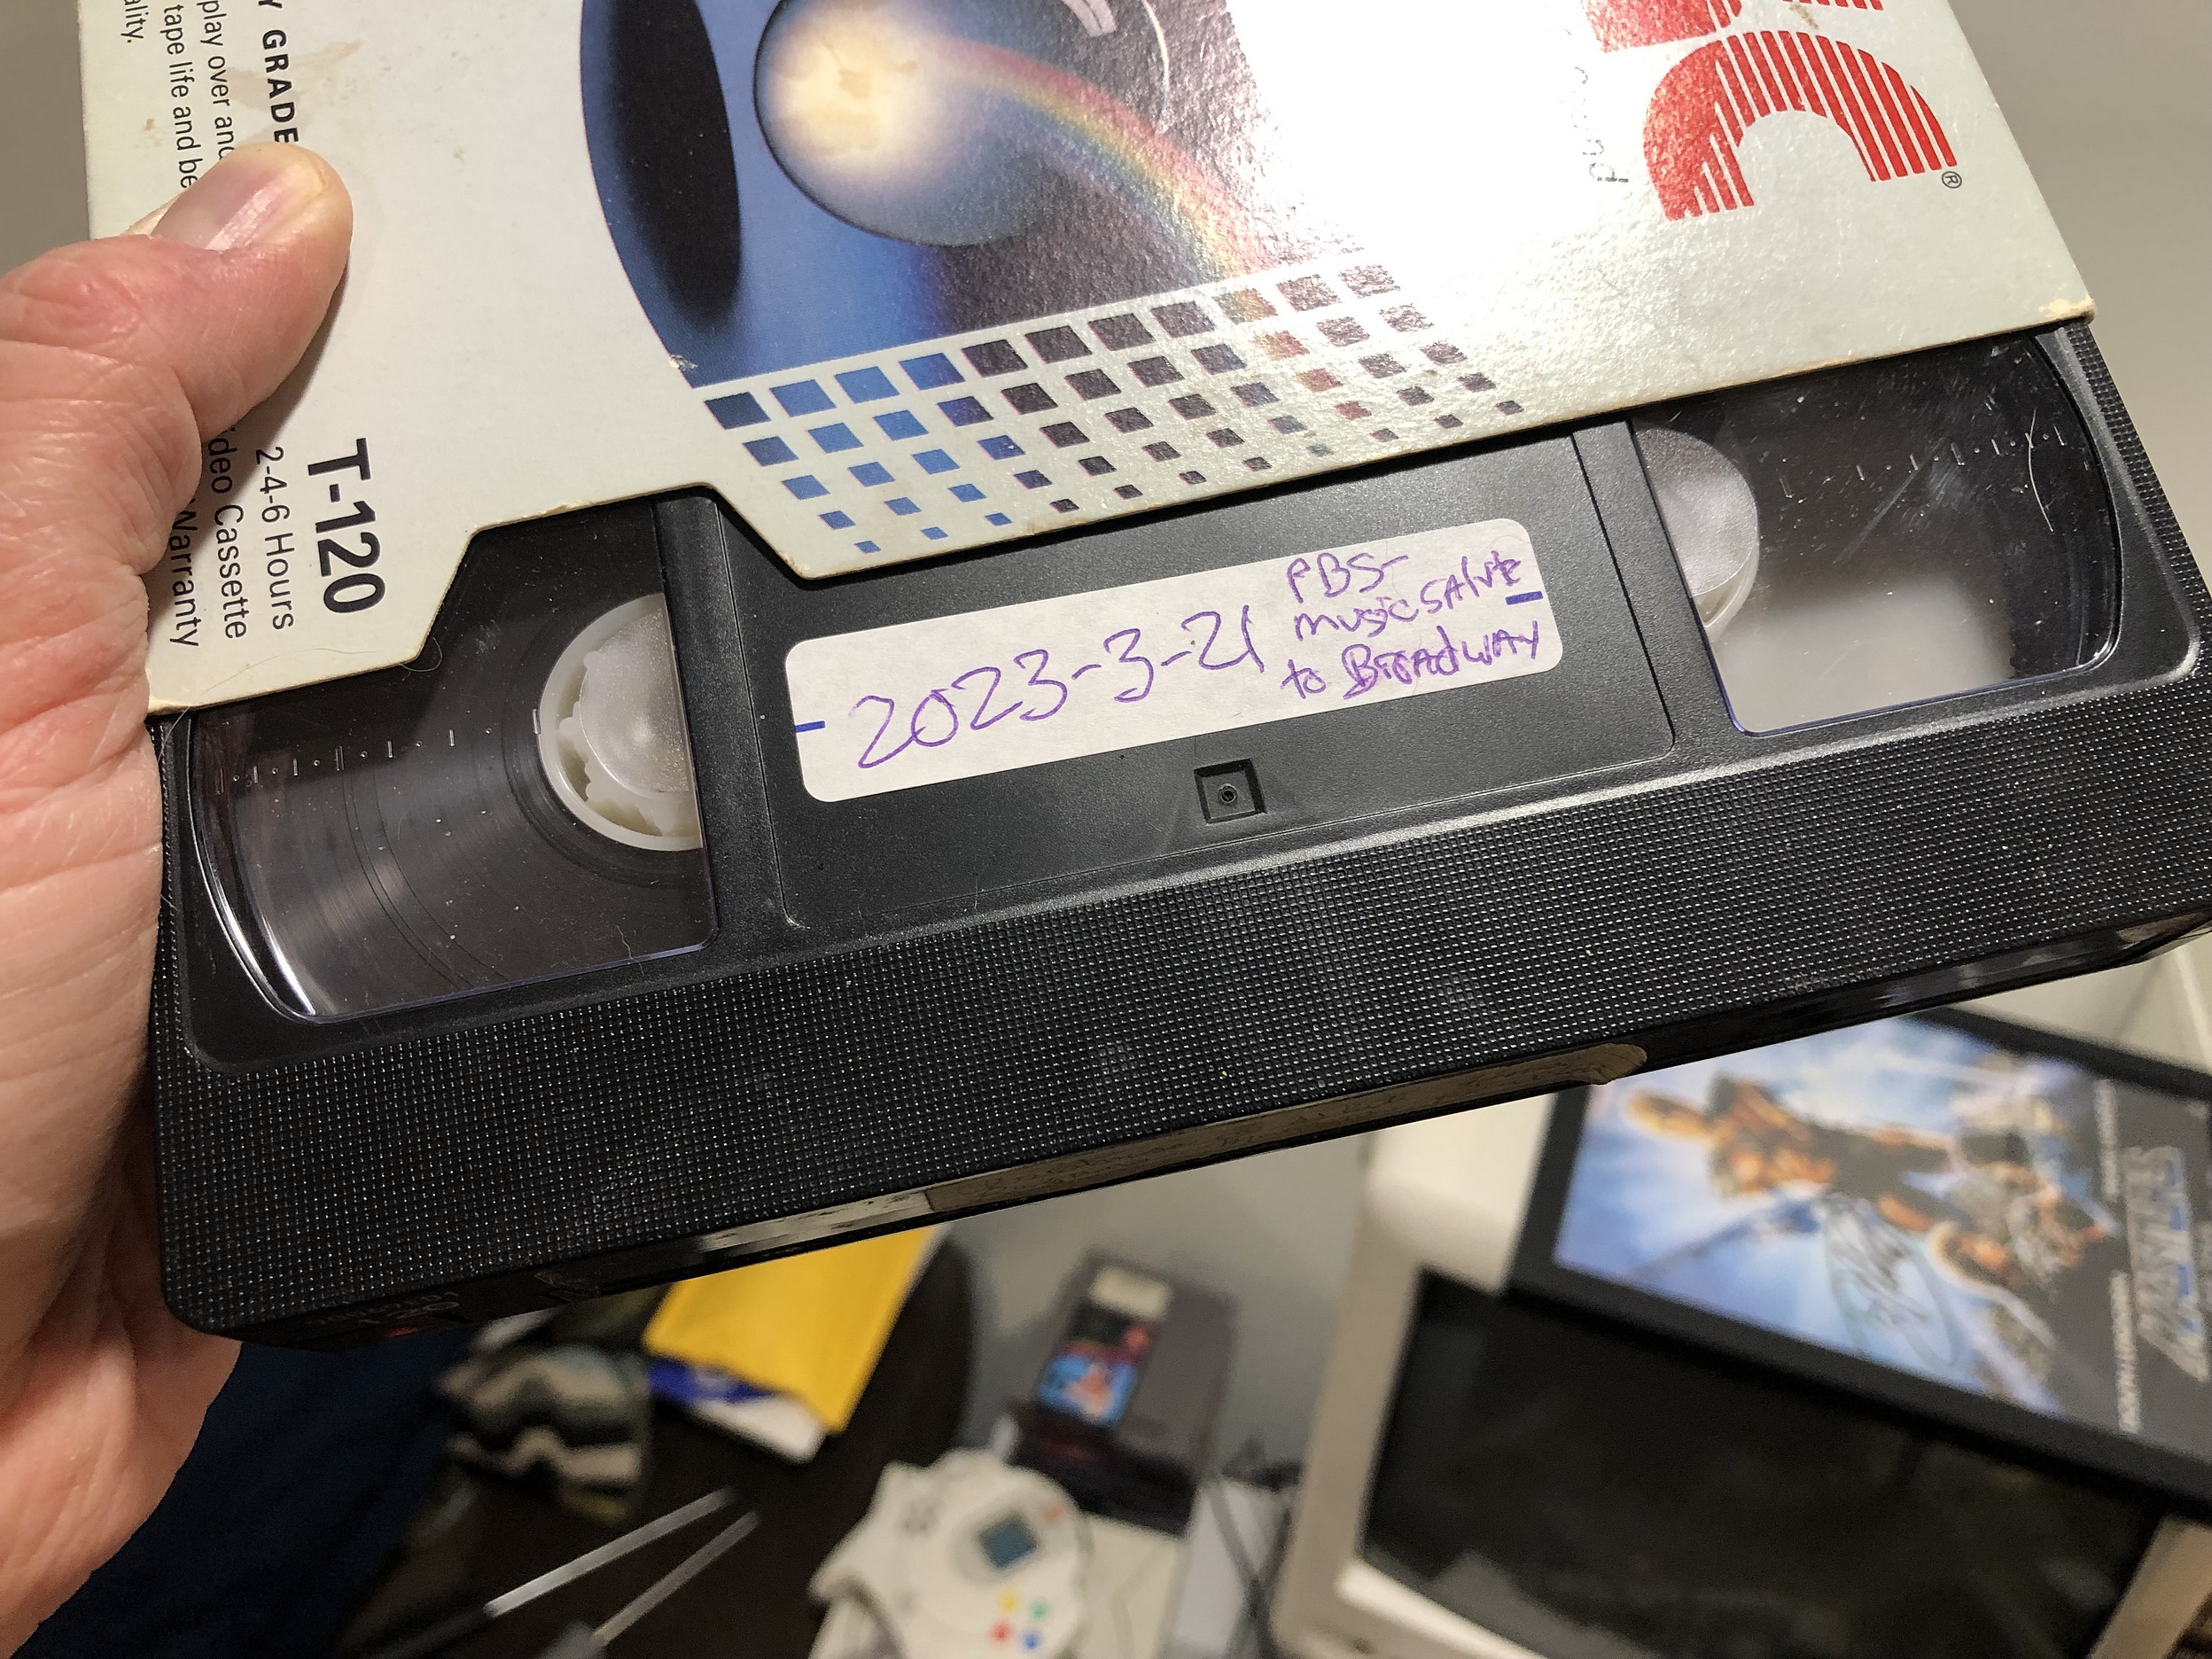 Y GRADE
play over and
tape life and be
ality.
T-120
2-4-6 Hours
deo Cassette
Warranty
®
2023-3-21
PBS-
music SAlute
to BroAdwAY